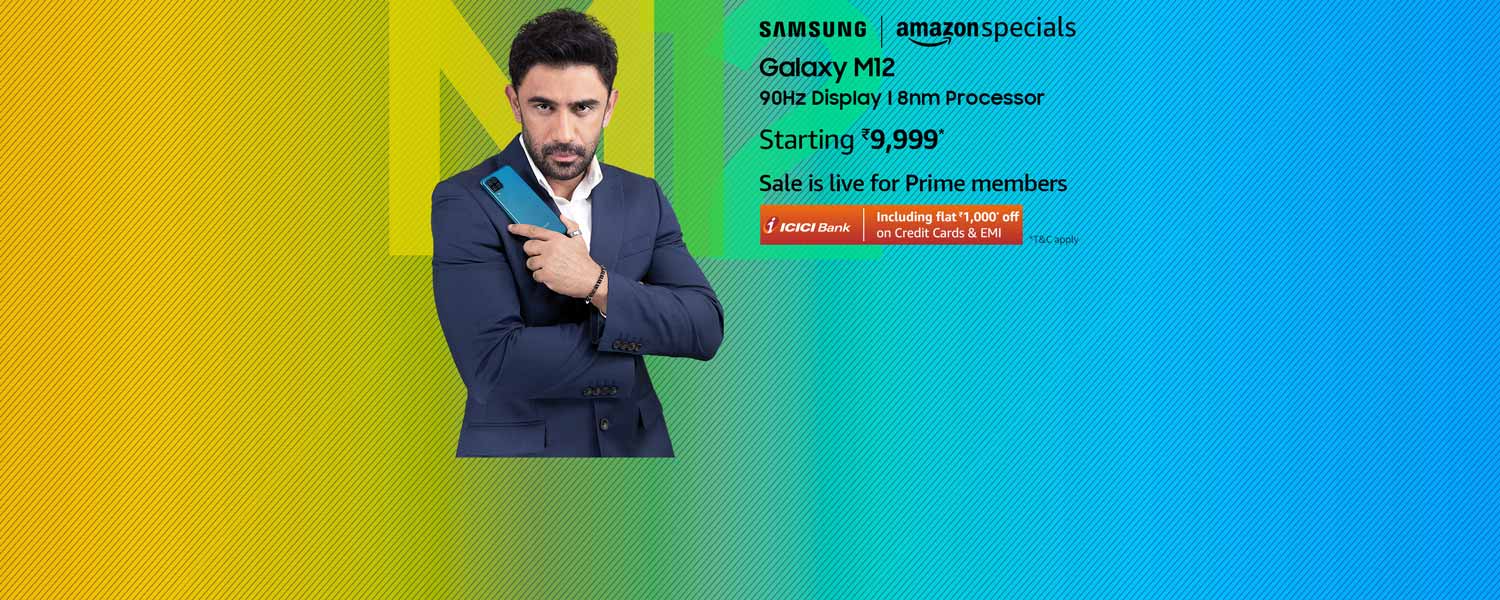 M12
SAMSUNG | amazonspecials
Galaxy M12
90Hz Display I 8nm Processor
Starting ₹9,999*
Sale is live for Prime members
ICICI Bank
Including flat ₹1,000* off
on Credit Cards & EMI
*T&C apply